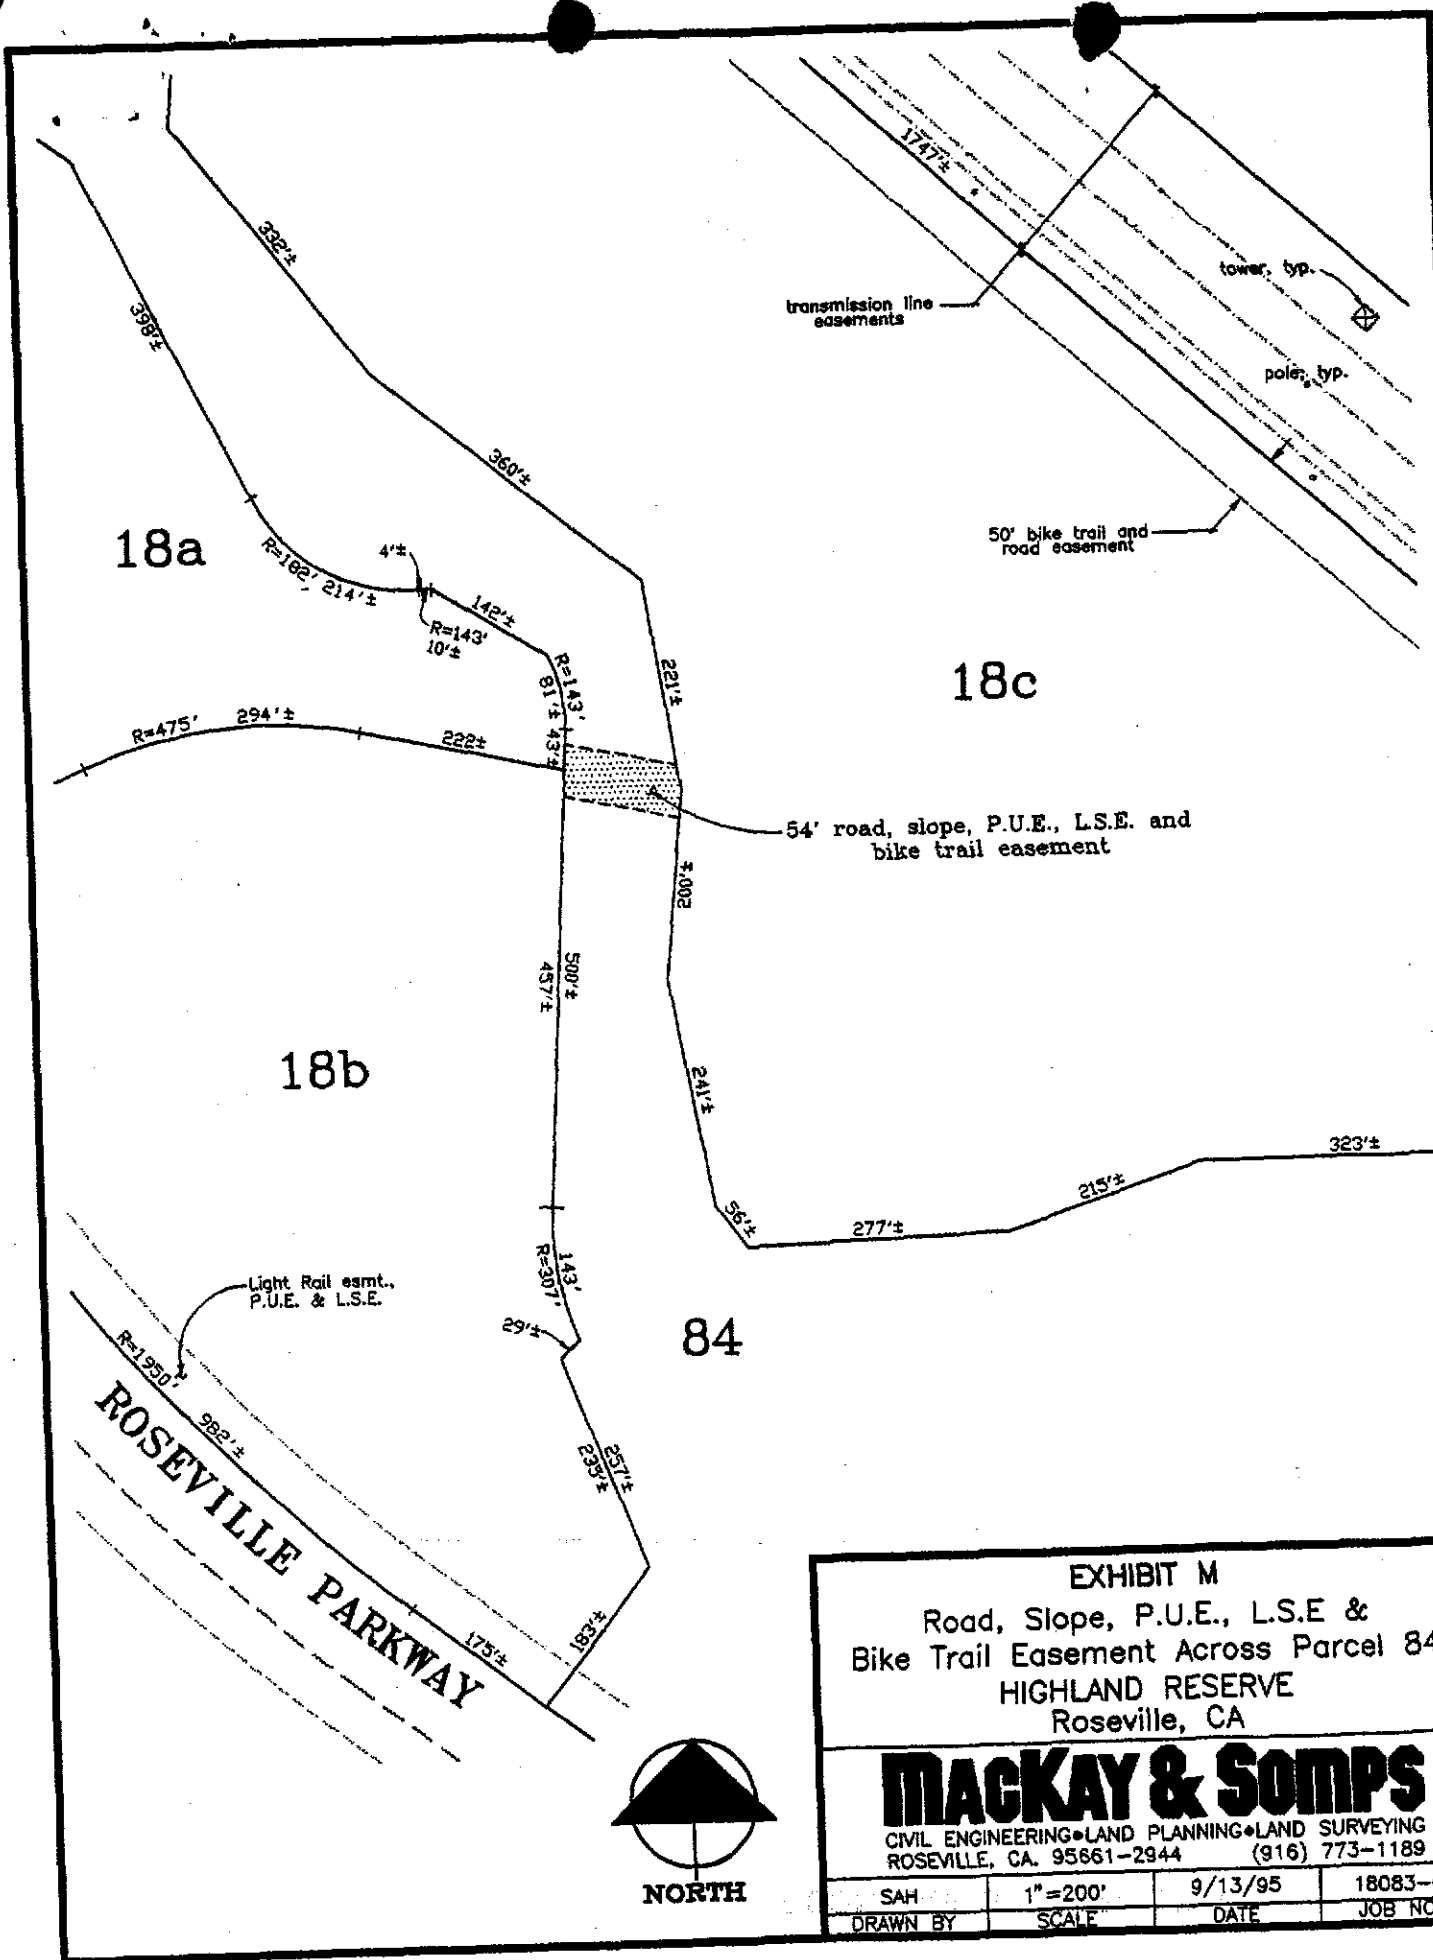 1747'±
332'±
398'±
tower, typ.
transmission line
easements
pole, typ.
360'±
50' bike trail and
road easement
18a
R=182' 214'±
4'±
142'±
R=143'
10'±
R=143'
81'±
221'±
18c
R=475' 294'±
222±
43'±
54' road, slope, P.U.E., L.S.E. and
bike trail easement
200'±
500'±
457'±
18b
241'±
323'±
215'±
56'±
277'±
Light Rail esmt.,
P.U.E. & L.S.E.
143'
R=307'
29'±
84
R=1950'
982'±
257'±
ROSEVILLE PARKWAY
183'±
175'±
NORTH
EXHIBIT M
Road, Slope, P.U.E., L.S.E &
Bike Trail Easement Across Parcel 84
HIGHLAND RESERVE
Roseville, CA
MACKAY & SOMPS
CIVIL ENGINEERING•LAND PLANNING•LAND SURVEYING
ROSEVILLE, CA. 95661-2944 (916) 773-1189
SAH 1"=200' 9/13/95 18083-
DRAWN BY SCALE DATE JOB NO